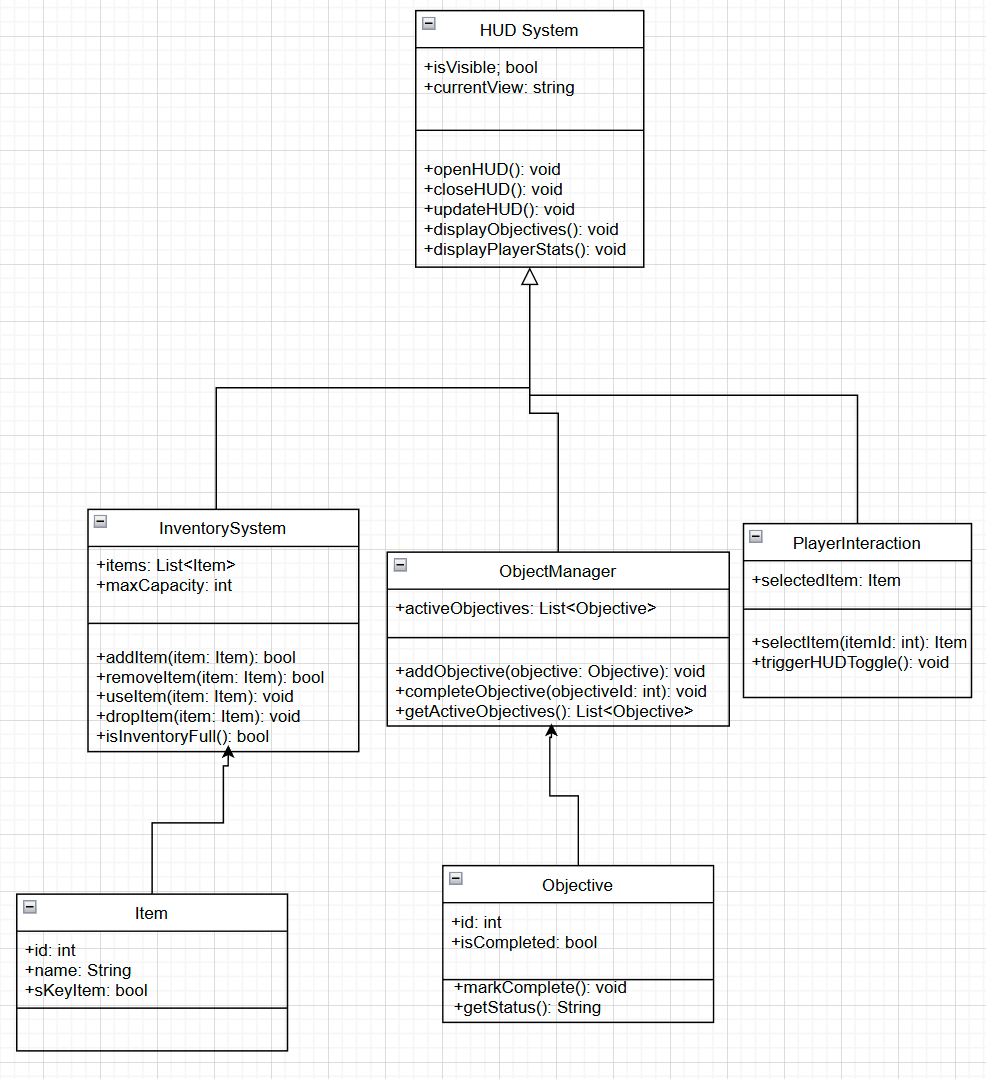 HUD System
+isVisible; bool
+currentView: string
+openHUD(): void
+closeHUD(): void
+updateHUD(): void
+displayObjectives(): void
+displayPlayerStats(): void
InventorySystem
+items: List<Item>
+maxCapacity: int
+addItem(item: Item): bool
+removeItem(item: Item): bool
+useItem(item: Item): void
+dropItem(item: Item): void
+isInventoryFull(): bool
ObjectManager
+activeObjectives: List<Objective>
+addObjective(objective: Objective): void
+completeObjective(objectiveId: int): void
+getActiveObjectives(): List<Objective>
PlayerInteraction
+selectedItem: Item
+selectItem(itemId: int): Item
+triggerHUDToggle(): void
Item
+id: int
+name: String
+sKeyItem: bool
Objective
+id: int
+isCompleted: bool
+markComplete(): void
+getStatus(): String